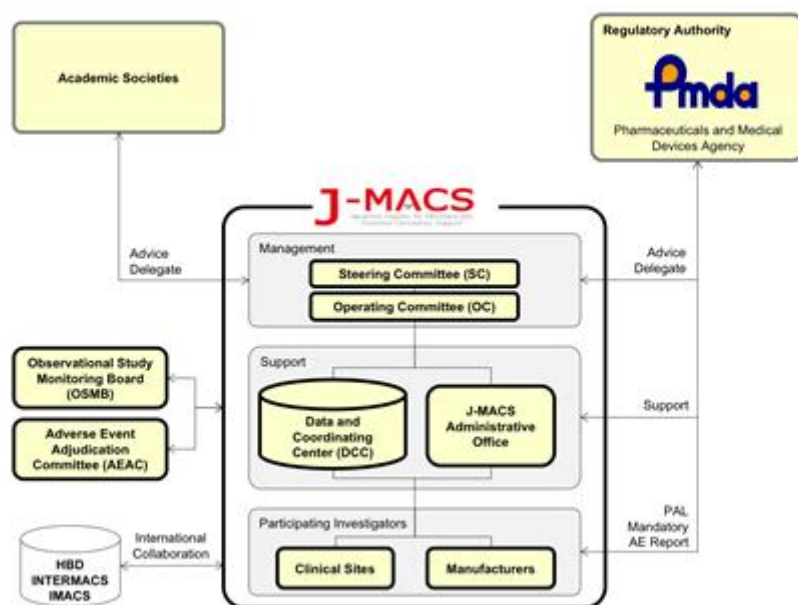 Academic Societies
Regulatory Authority
Pmda
Pharmaceuticals and Medical
Devices Agency
J-MACS
Advice
Delegate
Management
Steering Committee (SC)
Operating Committee (OC)
Advice
Delegate
Observational Study
Monitoring Board
(OSMB)
Adverse Event
Adjudication
Committee (AEAC)
Support
Data and
Coordinating
Center (DCC)
J-MACS
Administrative
Office
Support
International
Collaboration
HBD
INTERMACS
IMACS
Participating Investigators
Clinical Sites
Manufacturers
PAL
Mandatory
AE Report